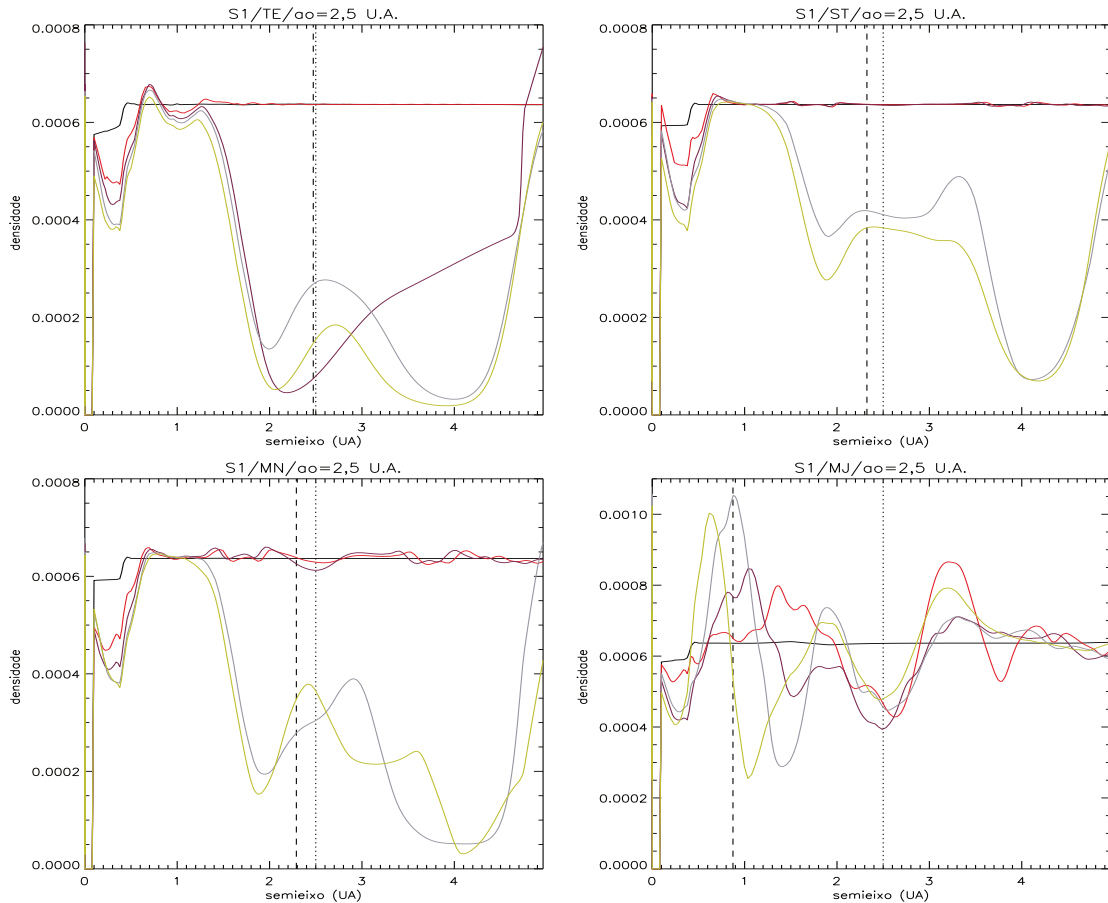 S1/TE/ao=2,5 U.A.
0.0008
0.0006
0.0004
0.0002
0.0000
densidade
0 1 2 3 4
semieixo (UA)
S1/ST/ao=2,5 U.A.
0.0008
0.0006
0.0004
0.0002
0.0000
densidade
0 1 2 3 4
semieixo (UA)
S1/MN/ao=2,5 U.A.
0.0008
0.0006
0.0004
0.0002
0.0000
densidade
0 1 2 3 4
semieixo (UA)
S1/MJ/ao=2,5 U.A.
0.0010
0.0008
0.0006
0.0004
0.0002
0.0000
densidade
0 1 2 3 4
semieixo (UA)